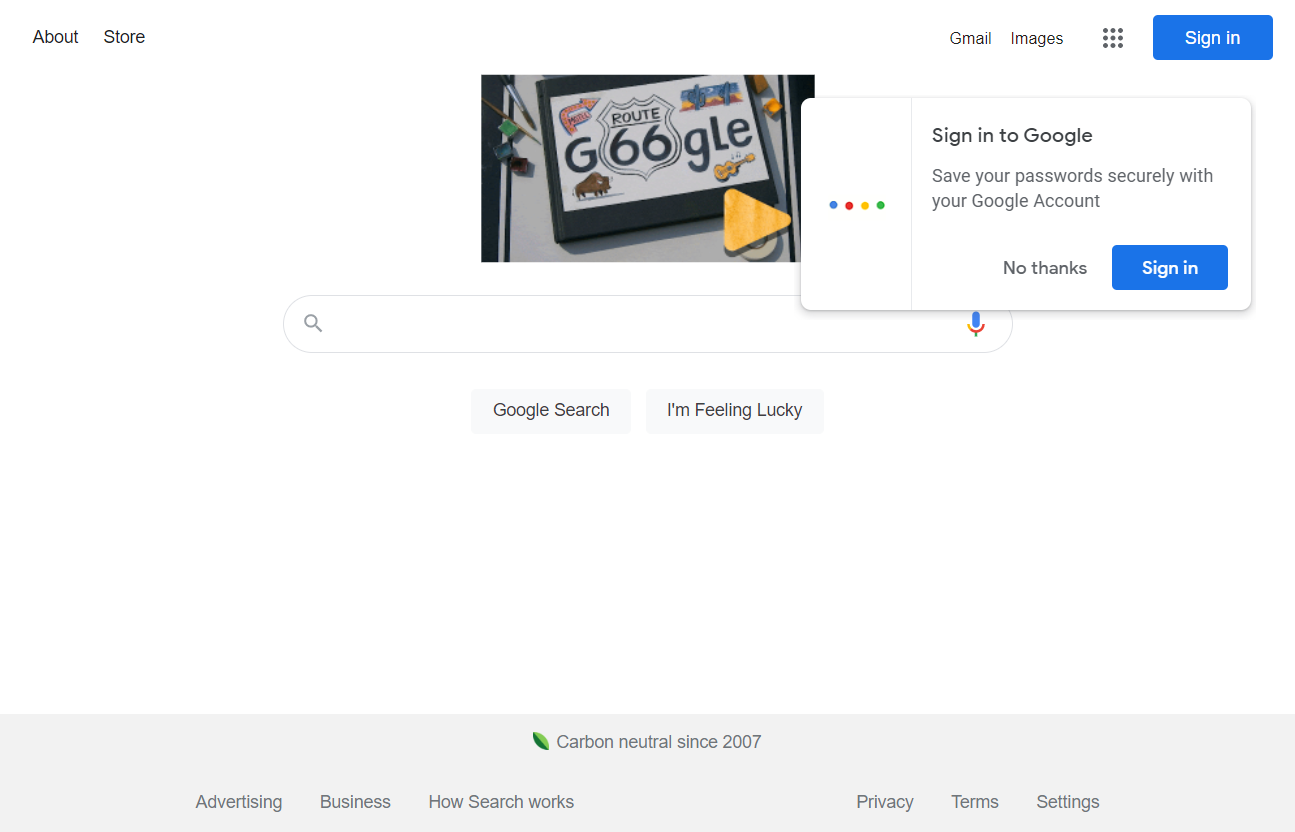 About
Store
Gmail
Images
Sign in
MOTEL
ROUTE
G66gle
Sign in to Google
Save your passwords securely with
your Google Account
No thanks
Sign in
Google Search
I'm Feeling Lucky
Carbon neutral since 2007
Advertising
Business
How Search works
Privacy
Terms
Settings